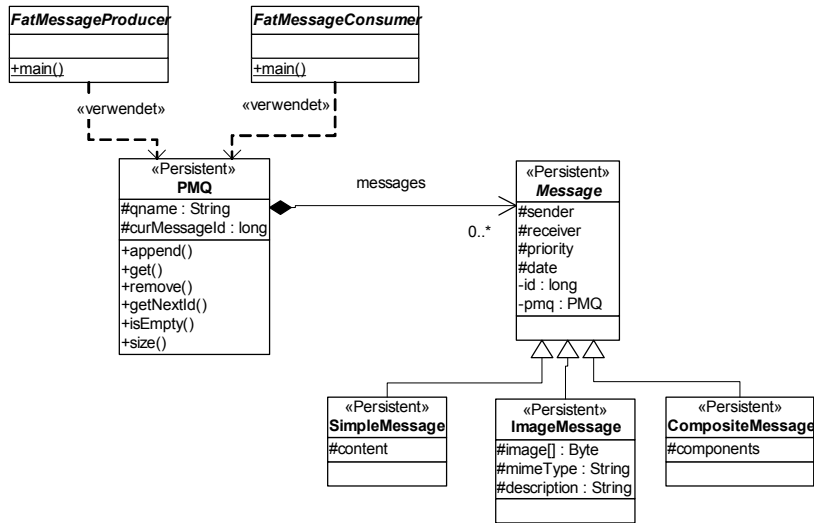 FatMessageProducer
+main()
FatMessageConsumer
+main()
«verwendet»
«verwendet»
«Persistent»
PMQ
#qname : String
#curMessageId : long
+append()
+get()
+remove()
+getNextId()
+isEmpty()
+size()
messages
0..*
«Persistent»
Message
#sender
#receiver
#priority
#date
-id : long
-pmq : PMQ
«Persistent»
SimpleMessage
#content
«Persistent»
ImageMessage
#image[] : Byte
#mimeType : String
#description : String
«Persistent»
CompositeMessage
#components